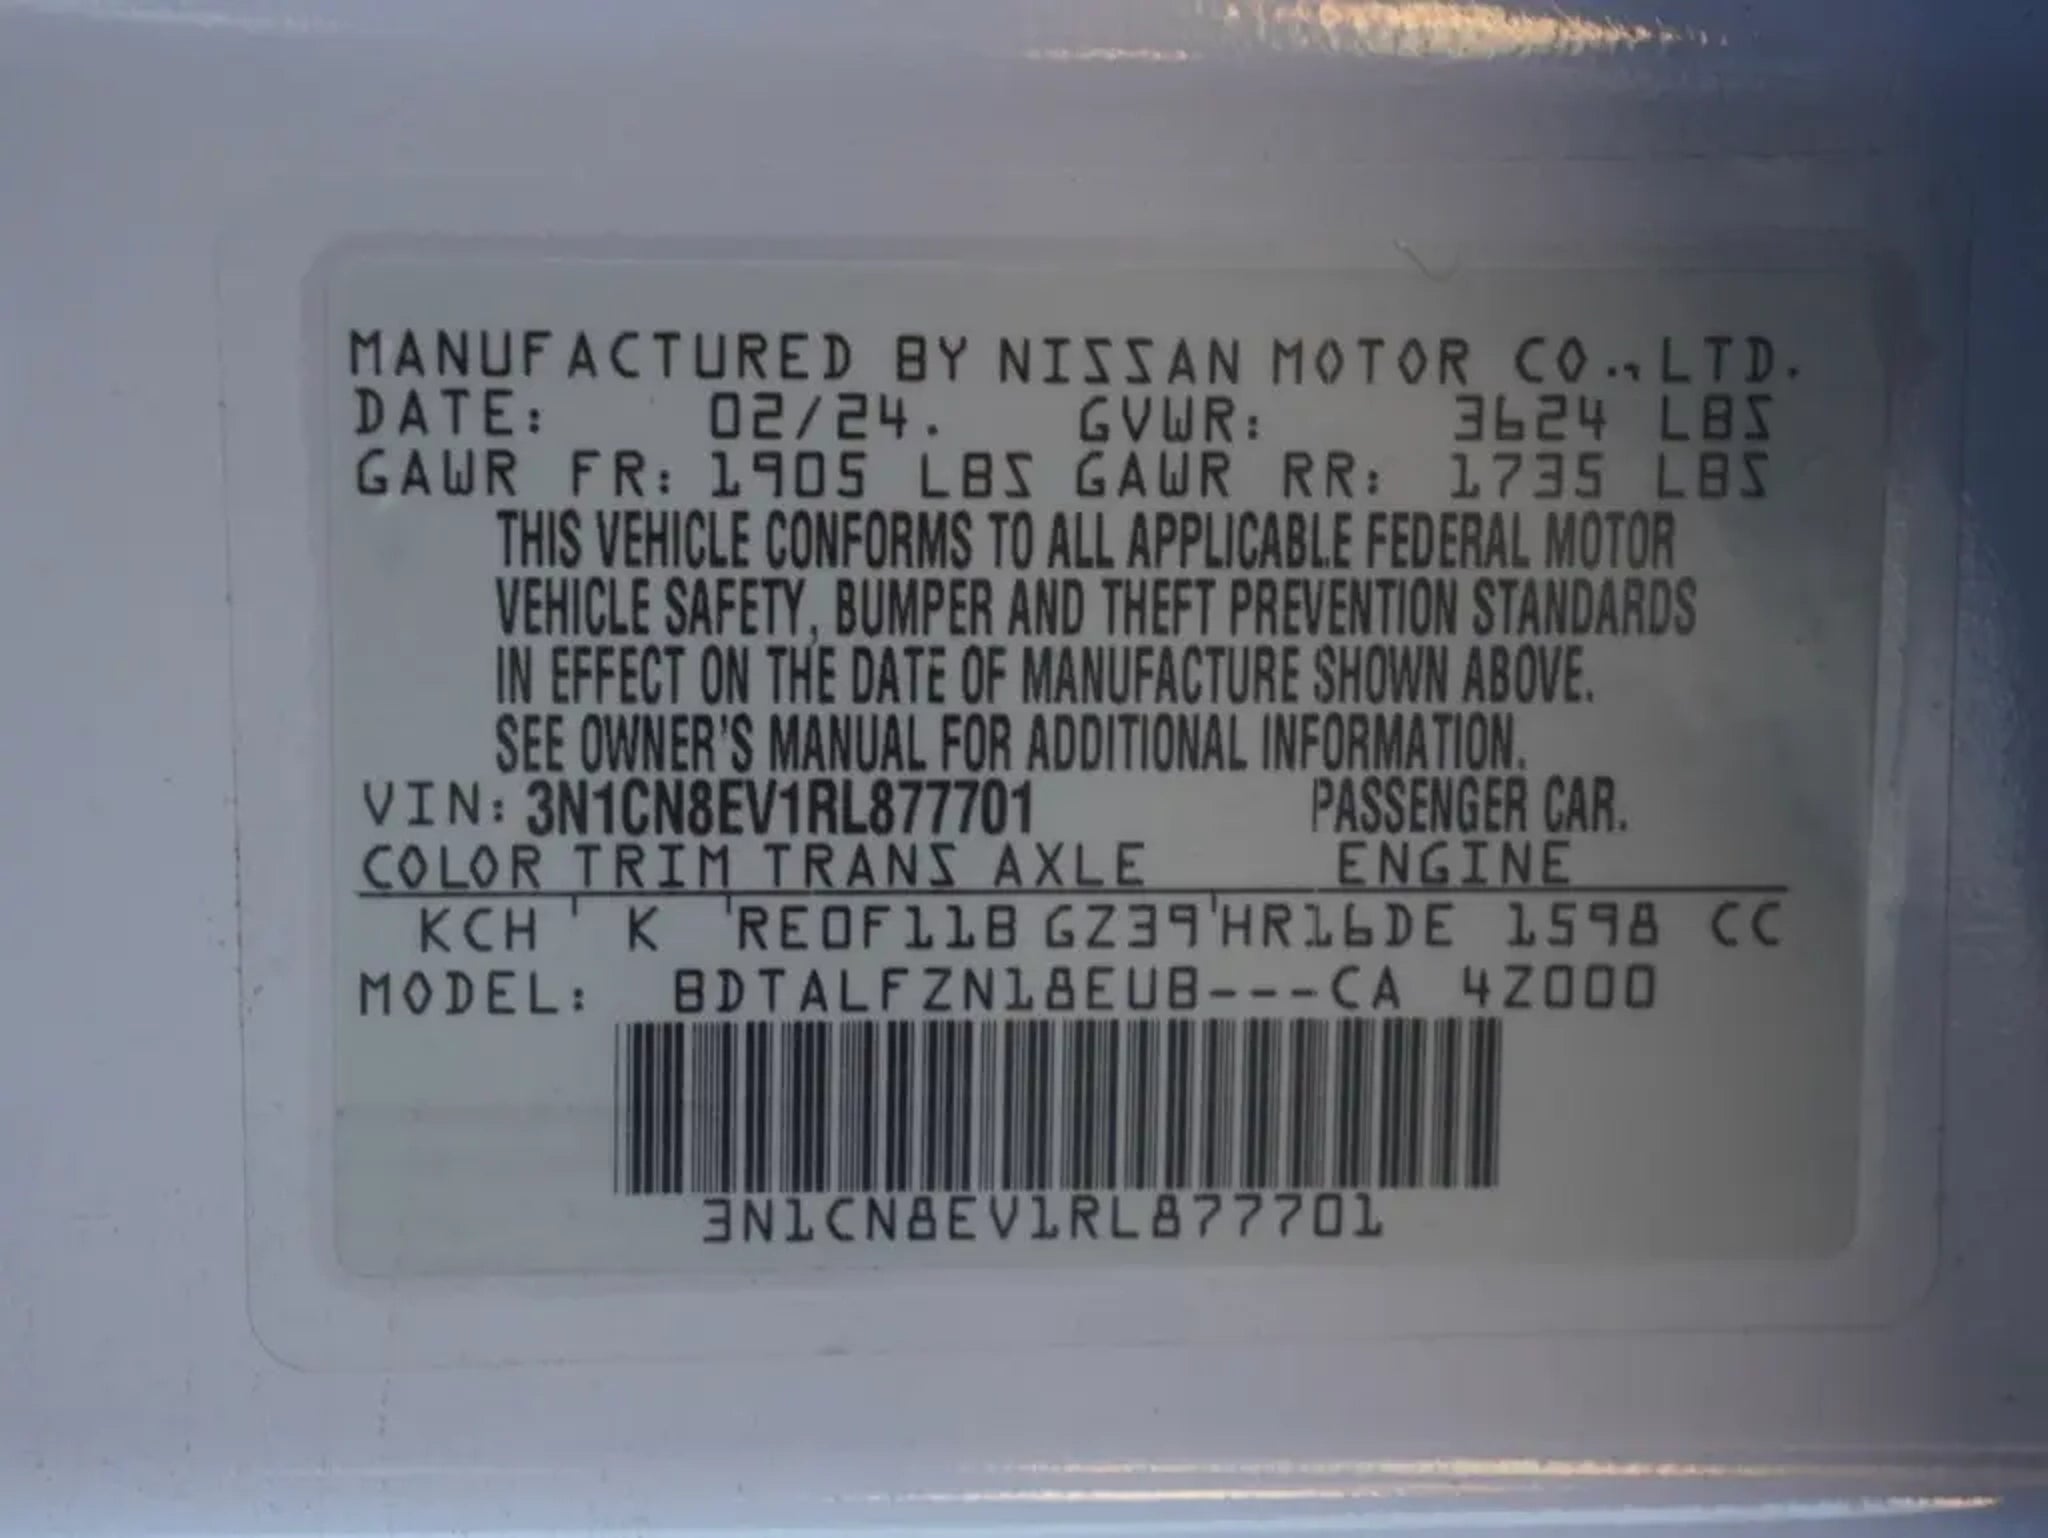 MANUFACTURED BY NISSAN MOTOR CO.,LTD.
DATE: 02/24. GVWR: 3624 LBS
GAWR FR: 1905 LBS GAWR RR: 1735 LBS
THIS VEHICLE CONFORMS TO ALL APPLICABLE FEDERAL MOTOR
VEHICLE SAFETY, BUMPER AND THEFT PREVENTION STANDARDS
IN EFFECT ON THE DATE OF MANUFACTURE SHOWN ABOVE.
SEE OWNER'S MANUAL FOR ADDITIONAL INFORMATION.
VIN: 3N1CN8EV1RL877701 PASSENGER CAR.
COLOR TRIM TRANS AXLE ENGINE
KCH K RE0F11B GZ39 HR16DE 1598 CC
MODEL: BDTALFZN18EUB---CA 4Z000
3N1CN8EV1RL877701